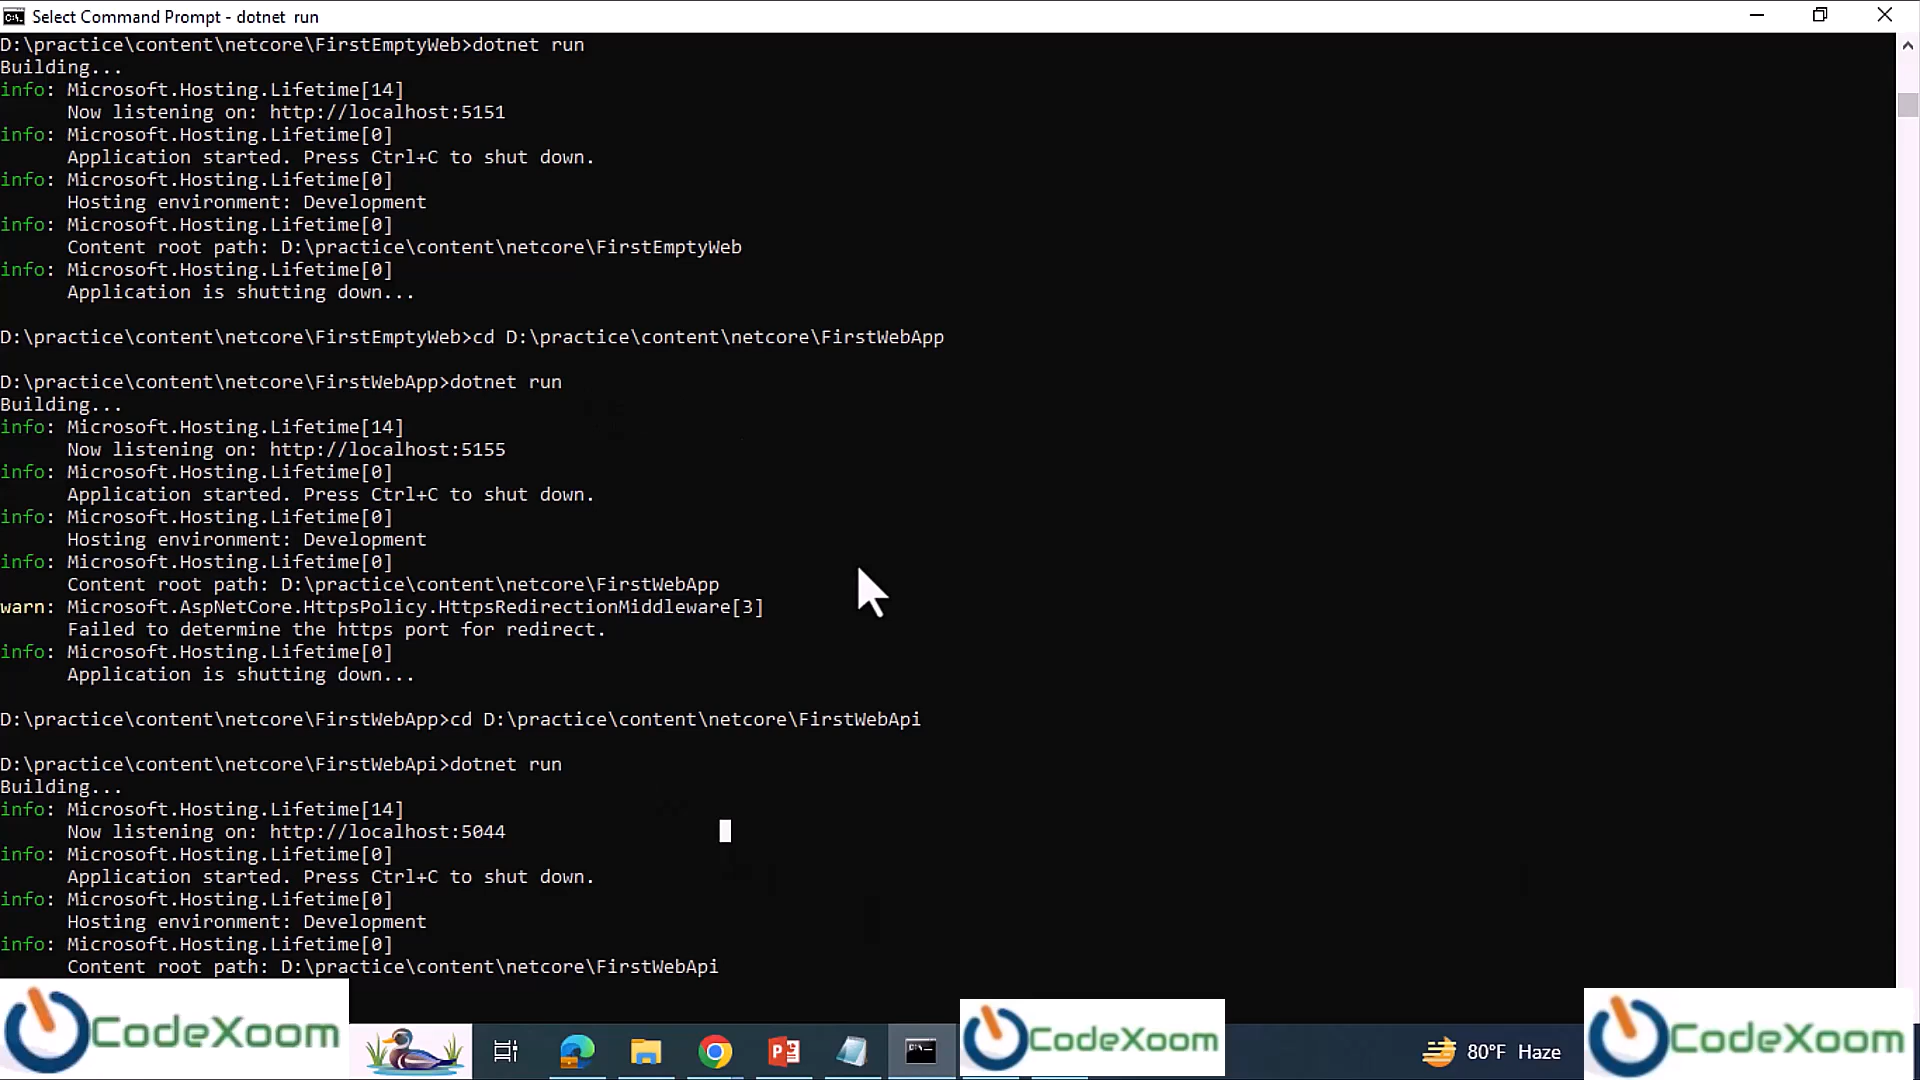 Select Command Prompt - dotnet  run
D:\practice\content\netcore\FirstEmptyWeb>dotnet run
Building...
info: Microsoft.Hosting.Lifetime[14]
      Now listening on: http://localhost:5151
info: Microsoft.Hosting.Lifetime[0]
      Application started. Press Ctrl+C to shut down.
info: Microsoft.Hosting.Lifetime[0]
      Hosting environment: Development
info: Microsoft.Hosting.Lifetime[0]
      Content root path: D:\practice\content\netcore\FirstEmptyWeb
info: Microsoft.Hosting.Lifetime[0]
      Application is shutting down...
D:\practice\content\netcore\FirstEmptyWeb>cd D:\practice\content\netcore\FirstWebApp
D:\practice\content\netcore\FirstWebApp>dotnet run
Building...
info: Microsoft.Hosting.Lifetime[14]
      Now listening on: http://localhost:5155
info: Microsoft.Hosting.Lifetime[0]
      Application started. Press Ctrl+C to shut down.
info: Microsoft.Hosting.Lifetime[0]
      Hosting environment: Development
info: Microsoft.Hosting.Lifetime[0]
      Content root path: D:\practice\content\netcore\FirstWebApp
warn: Microsoft.AspNetCore.HttpsPolicy.HttpsRedirectionMiddleware[3]
      Failed to determine the https port for redirect.
info: Microsoft.Hosting.Lifetime[0]
      Application is shutting down...
D:\practice\content\netcore\FirstWebApp>cd D:\practice\content\netcore\FirstWebApi
D:\practice\content\netcore\FirstWebApi>dotnet run
Building...
info: Microsoft.Hosting.Lifetime[14]
      Now listening on: http://localhost:5044
info: Microsoft.Hosting.Lifetime[0]
      Application started. Press Ctrl+C to shut down.
info: Microsoft.Hosting.Lifetime[0]
      Hosting environment: Development
info: Microsoft.Hosting.Lifetime[0]
      Content root path: D:\practice\content\netcore\FirstWebApi
CodeXoom
CodeXoom
80°F Haze
CodeXoom